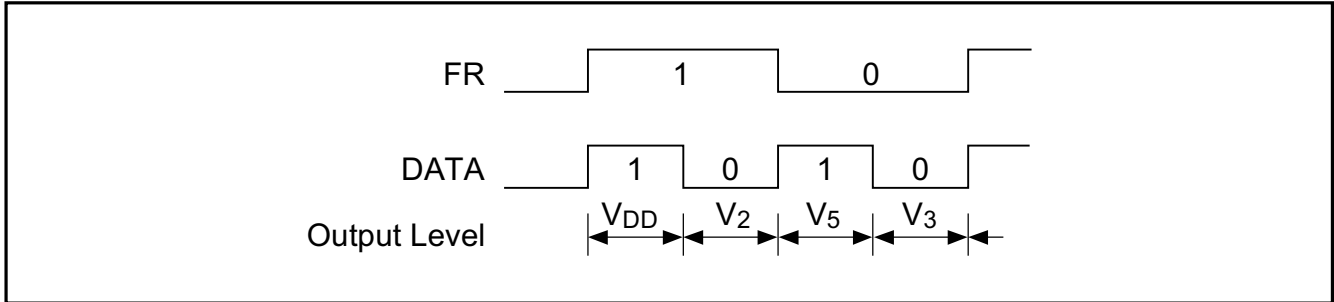 FR 1 0
DATA 1 0 1 0
Output Level VDD V2 V5 V3